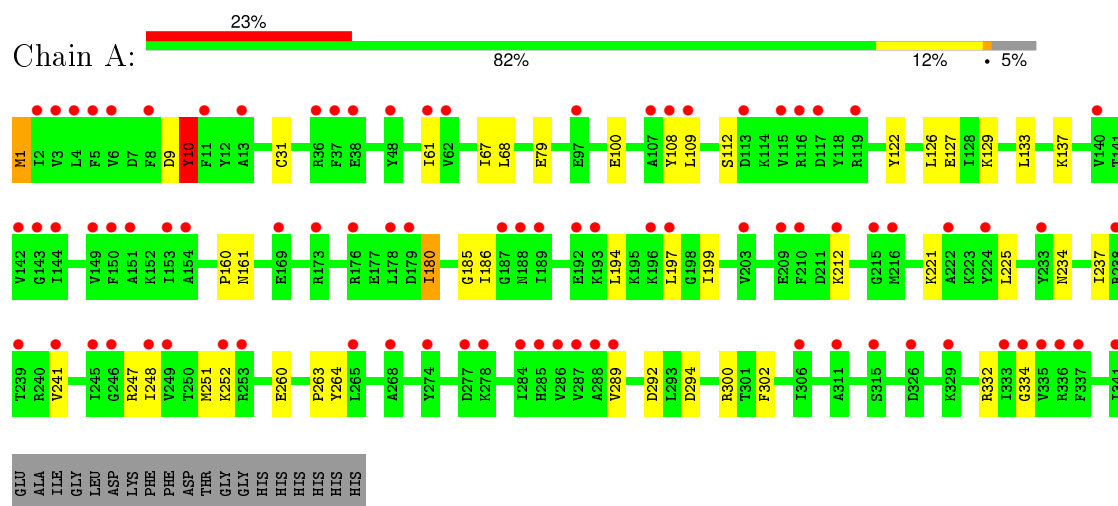 23%
Chain A:
82% 12% • 5%
M1 I2 V3 L4 F5 V6 D7 F8 D9 Y10 F11 Y12 A13 C31 R36 F37 E38 Y48 I61 V62 I67 L68 E79 E97 E100 A107 Y108 L109 S112 D113 K114 V115 R116 D117 Y118 R119 Y122 L126 E127 I128 K129 L133 K137 V140 T141
V142 G143 I144 V149 F150 A151 K152 I153 A154 P160 N161 E169 R173 R176 E177 L178 D179 I180 G185 I186 G187 N188 I189 E192 K193 L194 K195 K196 L197 G198 I199 V203 E209 F210 D211 K212 G215 M216 K221 A222 K223 Y224 L225 Y233 N234 I237 R238
T239 R240 V241 I245 G246 R247 I248 V249 T250 M251 K252 R253 E260 P263 Y264 L265 A268 Y274 D277 K278 I284 H285 V286 V287 A288 V289 D292 L293 D294 R300 T301 F302 I306 A311 S315 D326 K329 R332 I333 G334 V335 R336 F337 I341
GLU ALA ILE GLY LEU ASP LYS PHE PHE ASP THR GLY GLY HIS HIS HIS HIS HIS HIS